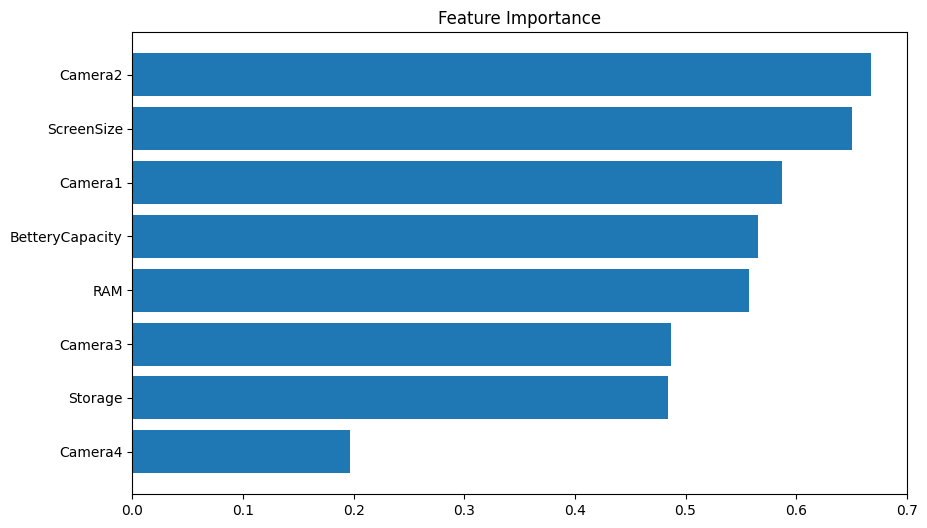 Feature Importance
Camera2
ScreenSize
Camera1
BetteryCapacity
RAM
Camera3
Storage
Camera4
0.0 0.1 0.2 0.3 0.4 0.5 0.6 0.7